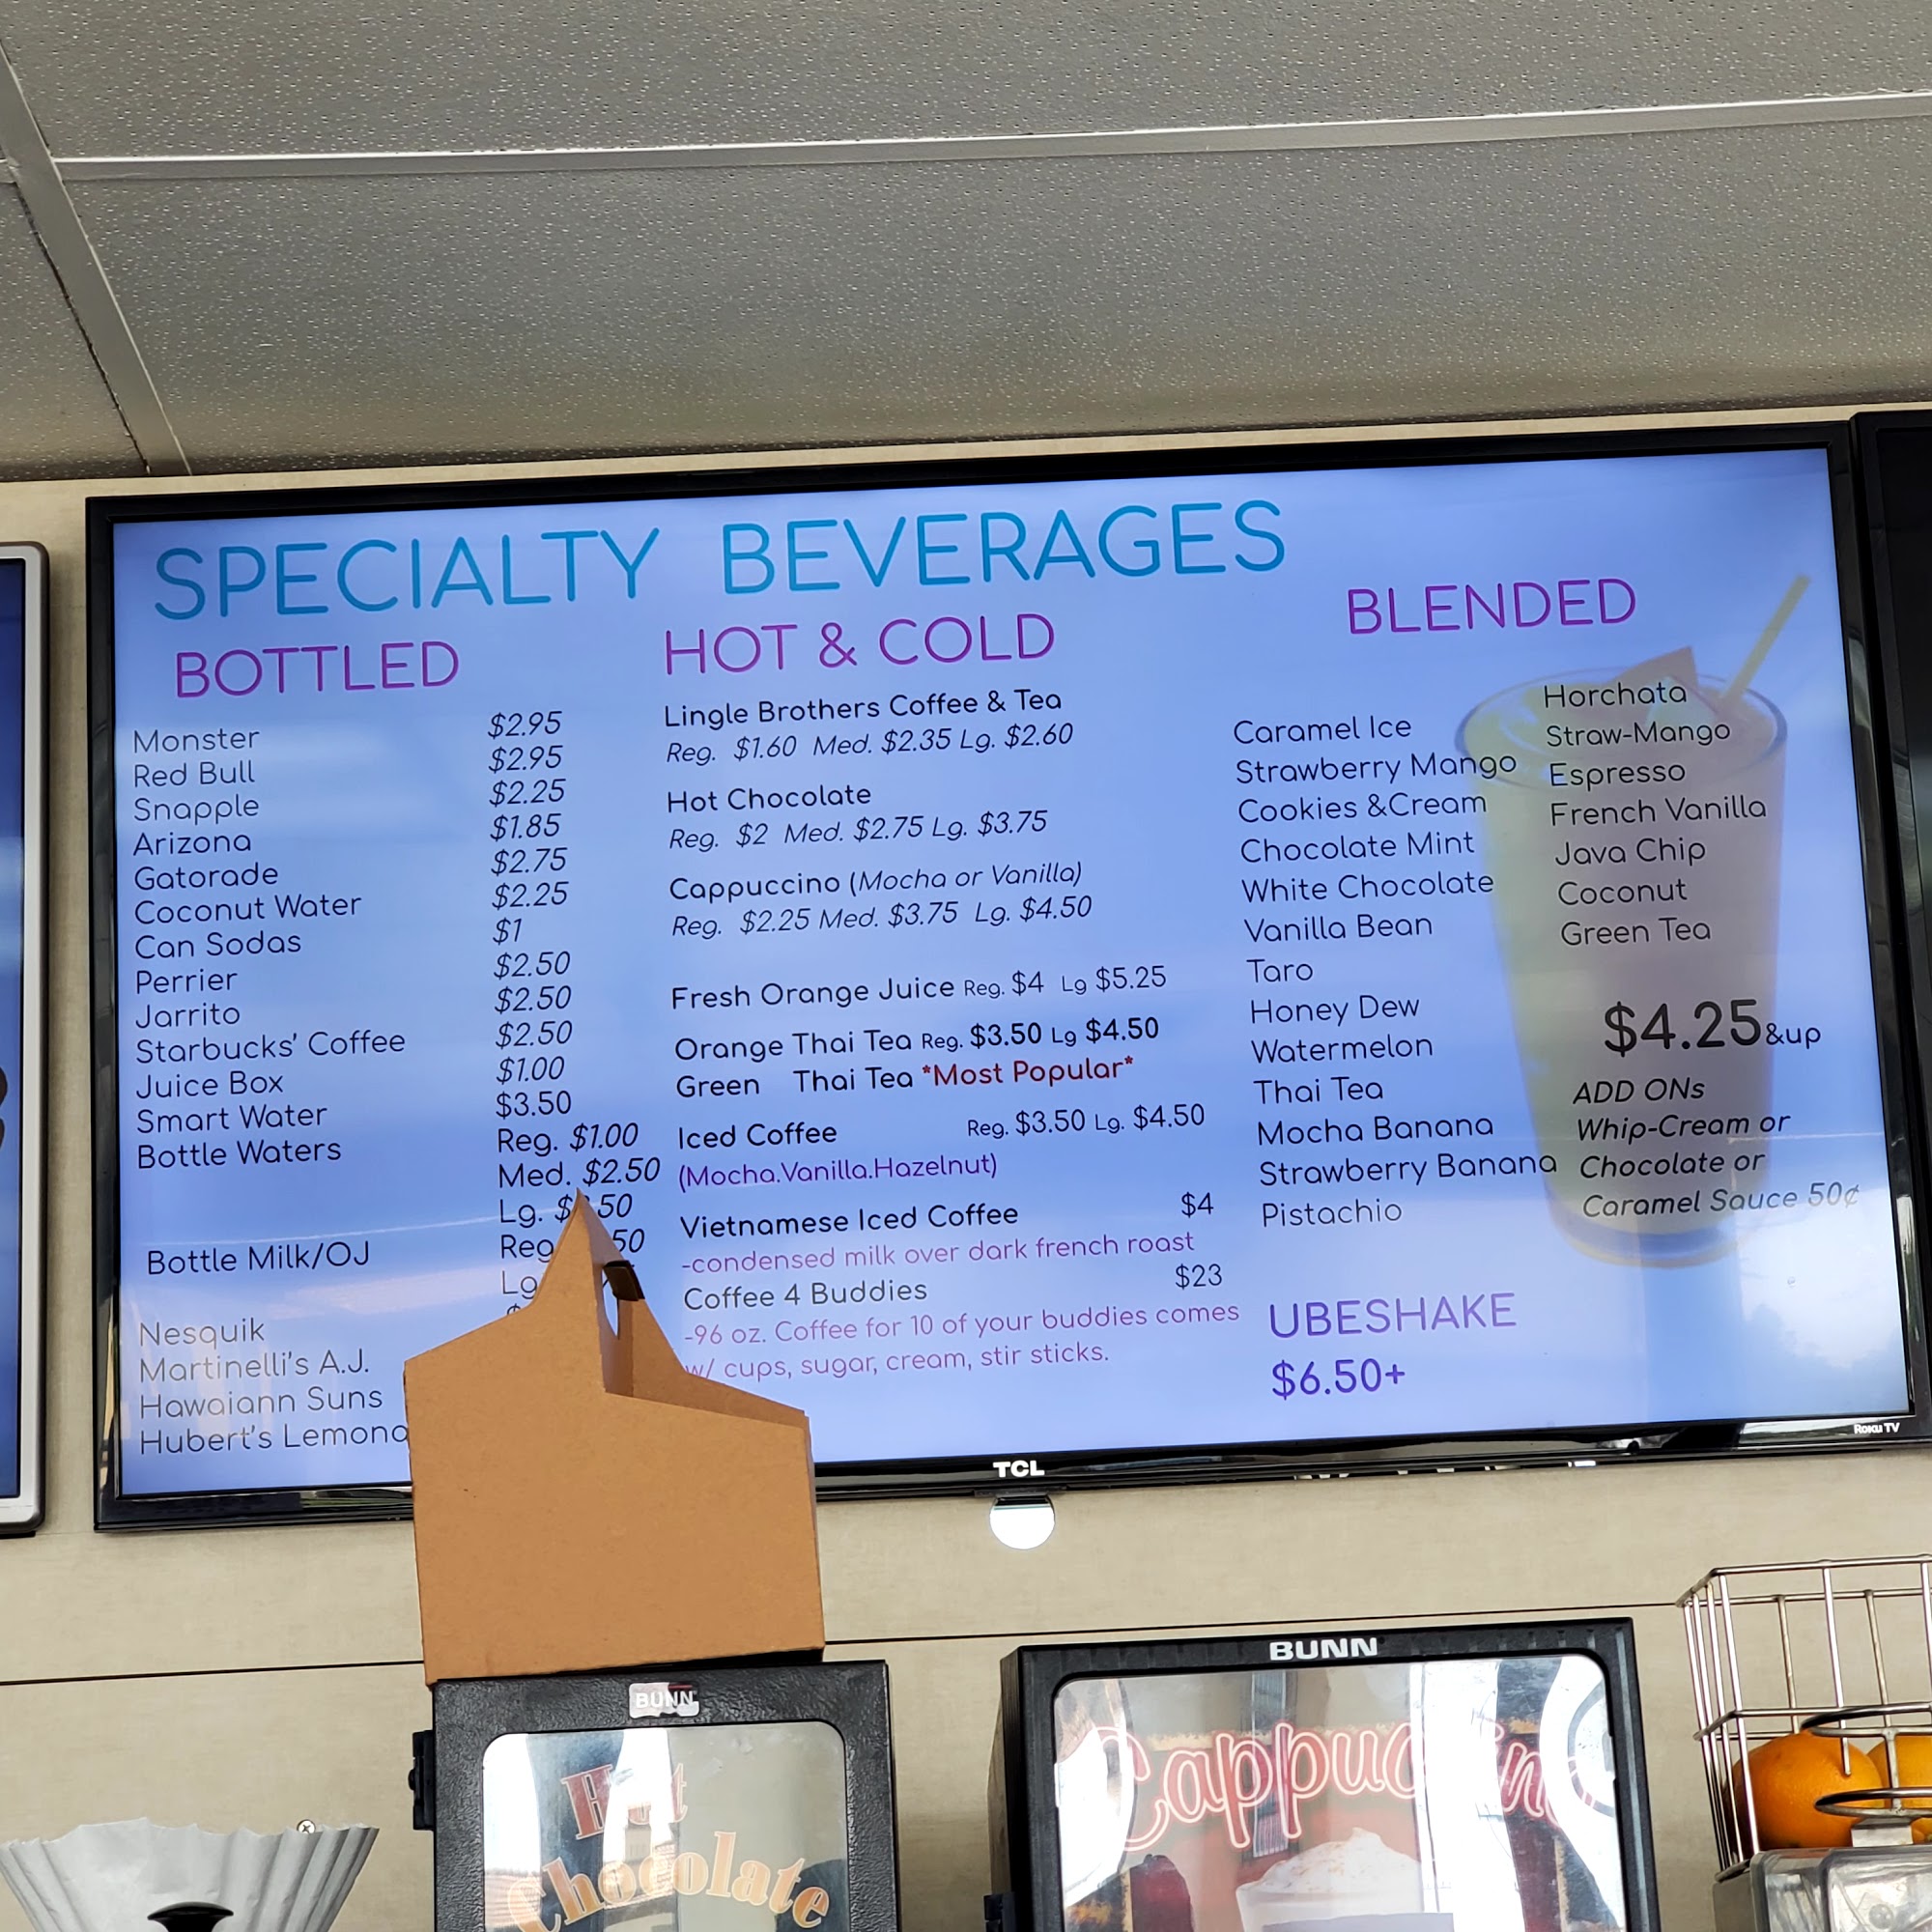 SPECIALTY BEVERAGES
BOTTLED
Monster $2.95
Red Bull $2.95
Snapple $2.25
Arizona $1.85
Gatorade $2.75
Coconut Water $2.25
Can Sodas $1
Perrier $2.50
Jarrito $2.50
Starbucks' Coffee $2.50
Juice Box $1.00
Smart Water $3.50
Bottle Waters Reg. $1.00
Med. $2.50
Lg.
Bottle Milk/OJ Reg
Lg
Nesquik
Martinelli's A.J.
Hawaiann Suns
Hubert's
HOT & COLD
Lingle Brothers Coffee & Tea
Reg. $1.60 Med. $2.35 Lg. $2.60
Hot Chocolate
Reg. $2 Med. $2.75 Lg. $3.75
Cappuccino (Mocha or Vanilla)
Reg. $2.25 Med. $3.75 Lg. $4.50
Fresh Orange Juice Reg. $4 Lg $5.25
Orange Thai Tea Reg. $3.50 Lg $4.50
Green Thai Tea *Most Popular*
Iced Coffee Reg. $3.50 Lg. $4.50
(Mocha.Vanilla.Hazelnut)
Vietnamese Iced Coffee $4
-condensed milk over dark french roast
Coffee 4 Buddies $23
-96 oz. Coffee for 10 of your buddies comes
w/ cups, sugar, cream, stir sticks.
BLENDED
Caramel Ice
Strawberry Mango
Cookies &Cream
Chocolate Mint
White Chocolate
Vanilla Bean
Taro
Honey Dew
Watermelon
Thai Tea
Mocha Banana
Strawberry Banana
Pistachio
Horchata
Straw-Mango
Espresso
French Vanilla
Java Chip
Coconut
Green Tea
$4.25&up
ADD ONs
Whip-Cream or
Chocolate or
Caramel Sauce 50¢
UBESHAKE
$6.50+
TCL
Roku TV
BUNN
Hot
Chocolate
BUNN